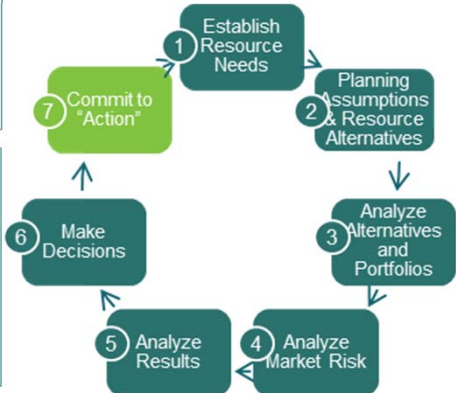 1
Establish
Resource
Needs
2
Planning
Assumptions
& Resource
Alternatives
3
Analyze
Alternatives
and
Portfolios
4
Analyze
Market Risk
5
Analyze
Results
6
Make
Decisions
7
Commit to
“Action”